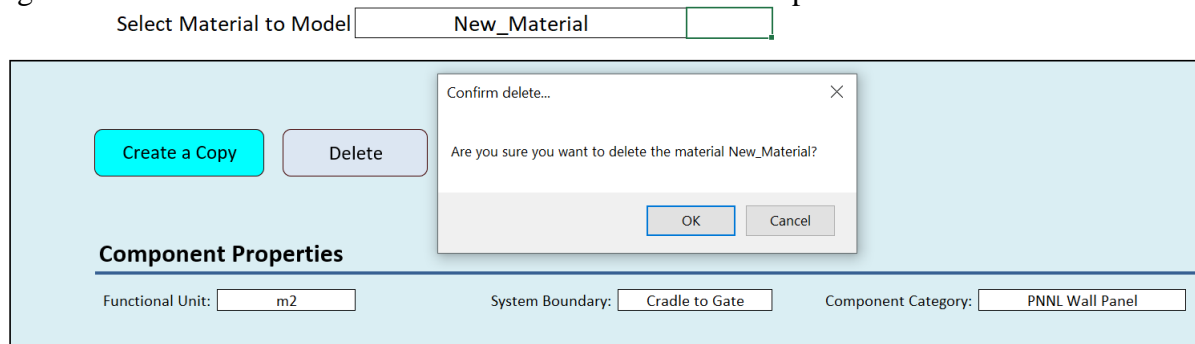 Select Material to Model New_Material
Confirm delete...
Create a Copy Delete Are you sure you want to delete the material New_Material?
OK Cancel
Component Properties
Functional Unit: m2 System Boundary: Cradle to Gate Component Category: PNNL Wall Panel